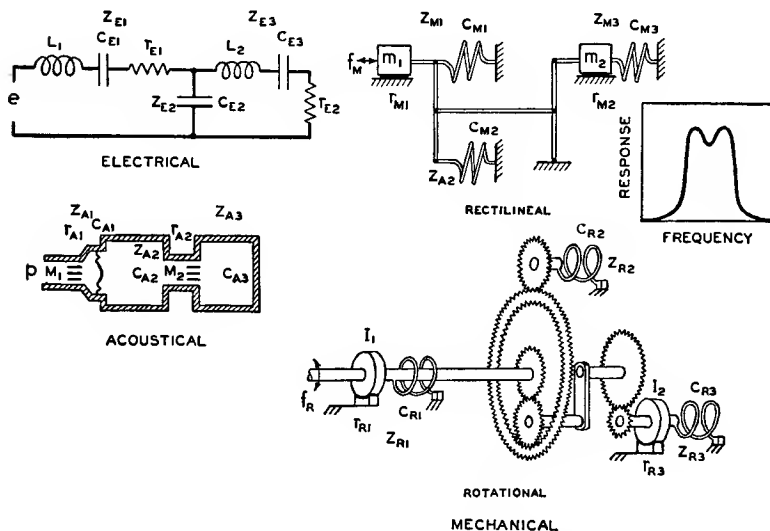 Z_E1
L_1 C_E1 r_E1
Z_E3
L_2 C_E3
e
Z_E2 C_E2
r_E2
ELECTRICAL
Z_M1 C_M1
f_M m_1
r_M1
C_M2
Z_A2
Z_M3 C_M3
m_2
r_M2
RECTILINEAL
RESPONSE
FREQUENCY
Z_A1
r_A1 C_A1
Z_A2
r_A2
Z_A3
p M_1
C_A2 M_2 C_A3
ACOUSTICAL
C_R2
Z_R2
I_1
f_R
r_R1
C_R1
Z_R1
I_2
C_R3
Z_R3
r_R3
ROTATIONAL
MECHANICAL